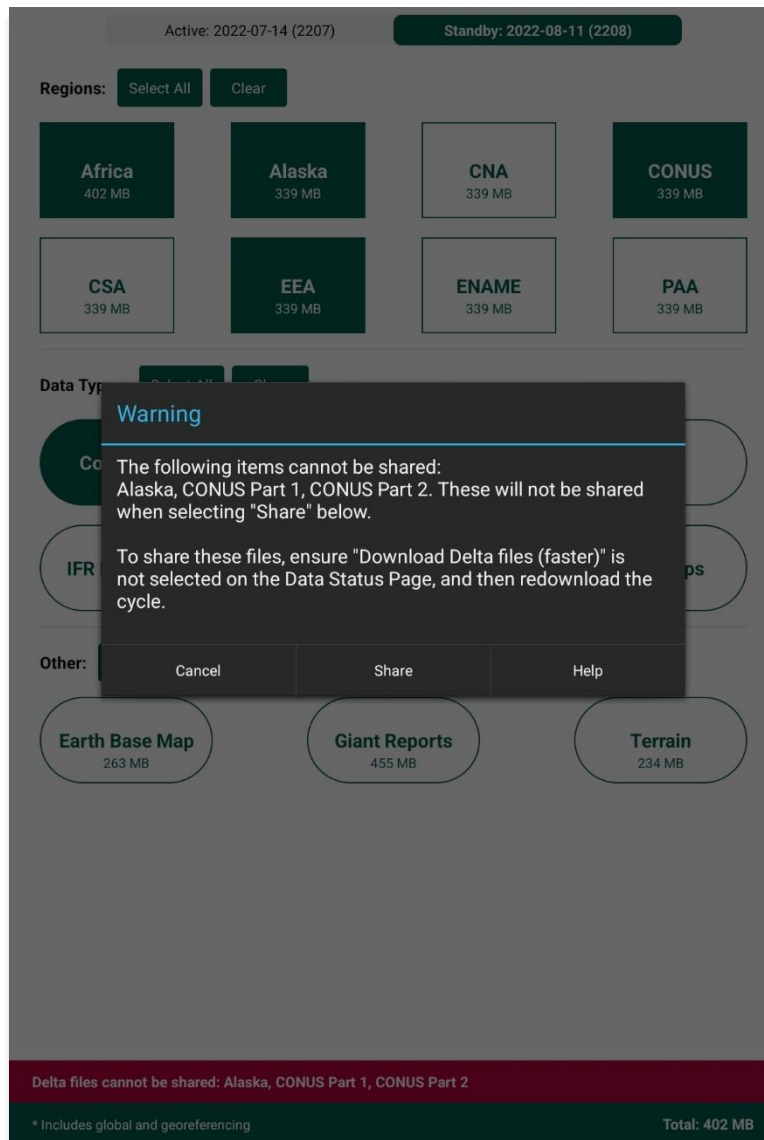 Active: 2022-07-14 (2207)
Standby: 2022-08-11 (2208)
Regions:
Select All
Clear
Africa
402 MB
Alaska
339 MB
CNA
339 MB
CONUS
339 MB
CSA
339 MB
EEA
339 MB
ENAME
339 MB
PAA
339 MB
Data Typ
Warning
Co
The following items cannot be shared:
Alaska, CONUS Part 1, CONUS Part 2. These will not be shared
when selecting "Share" below.
To share these files, ensure "Download Delta files (faster)" is
not selected on the Data Status Page, and then redownload the
cycle.
IFR
ps
Other:
Cancel
Share
Help
Earth Base Map
263 MB
Giant Reports
455 MB
Terrain
234 MB
Delta files cannot be shared: Alaska, CONUS Part 1, CONUS Part 2
* Includes global and georeferencing
Total: 402 MB